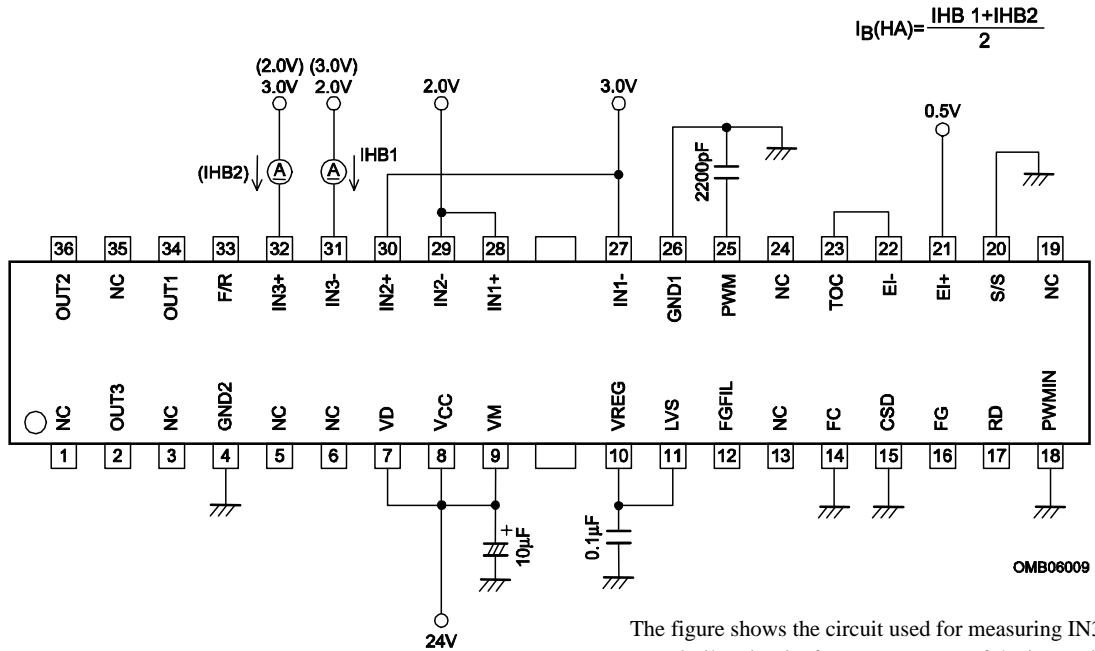 IB(HA)= IHB 1+IHB2
2
(2.0V) (3.0V)
3.0V 2.0V 2.0V 3.0V 0.5V
(IHB2) A A IHB1
2200pF
36 35 34 33 32 31 30 29 28 27 26 25 24 23 22 21 20 19
OUT2 NC OUT1 F/R IN3+ IN3- IN2+ IN2- IN1+ IN1- GND1 PWM NC TOC EI- EI+ S/S NC
NC OUT3 NC GND2 NC NC VD VCC VM VREG LVS FGFIL NC FC CSD FG RD PWMIN
1 2 3 4 5 6 7 8 9 10 11 12 13 14 15 16 17 18
+
10μF 0.1μF
OMB06009
24V
The figure shows the circuit used for measuring IN3